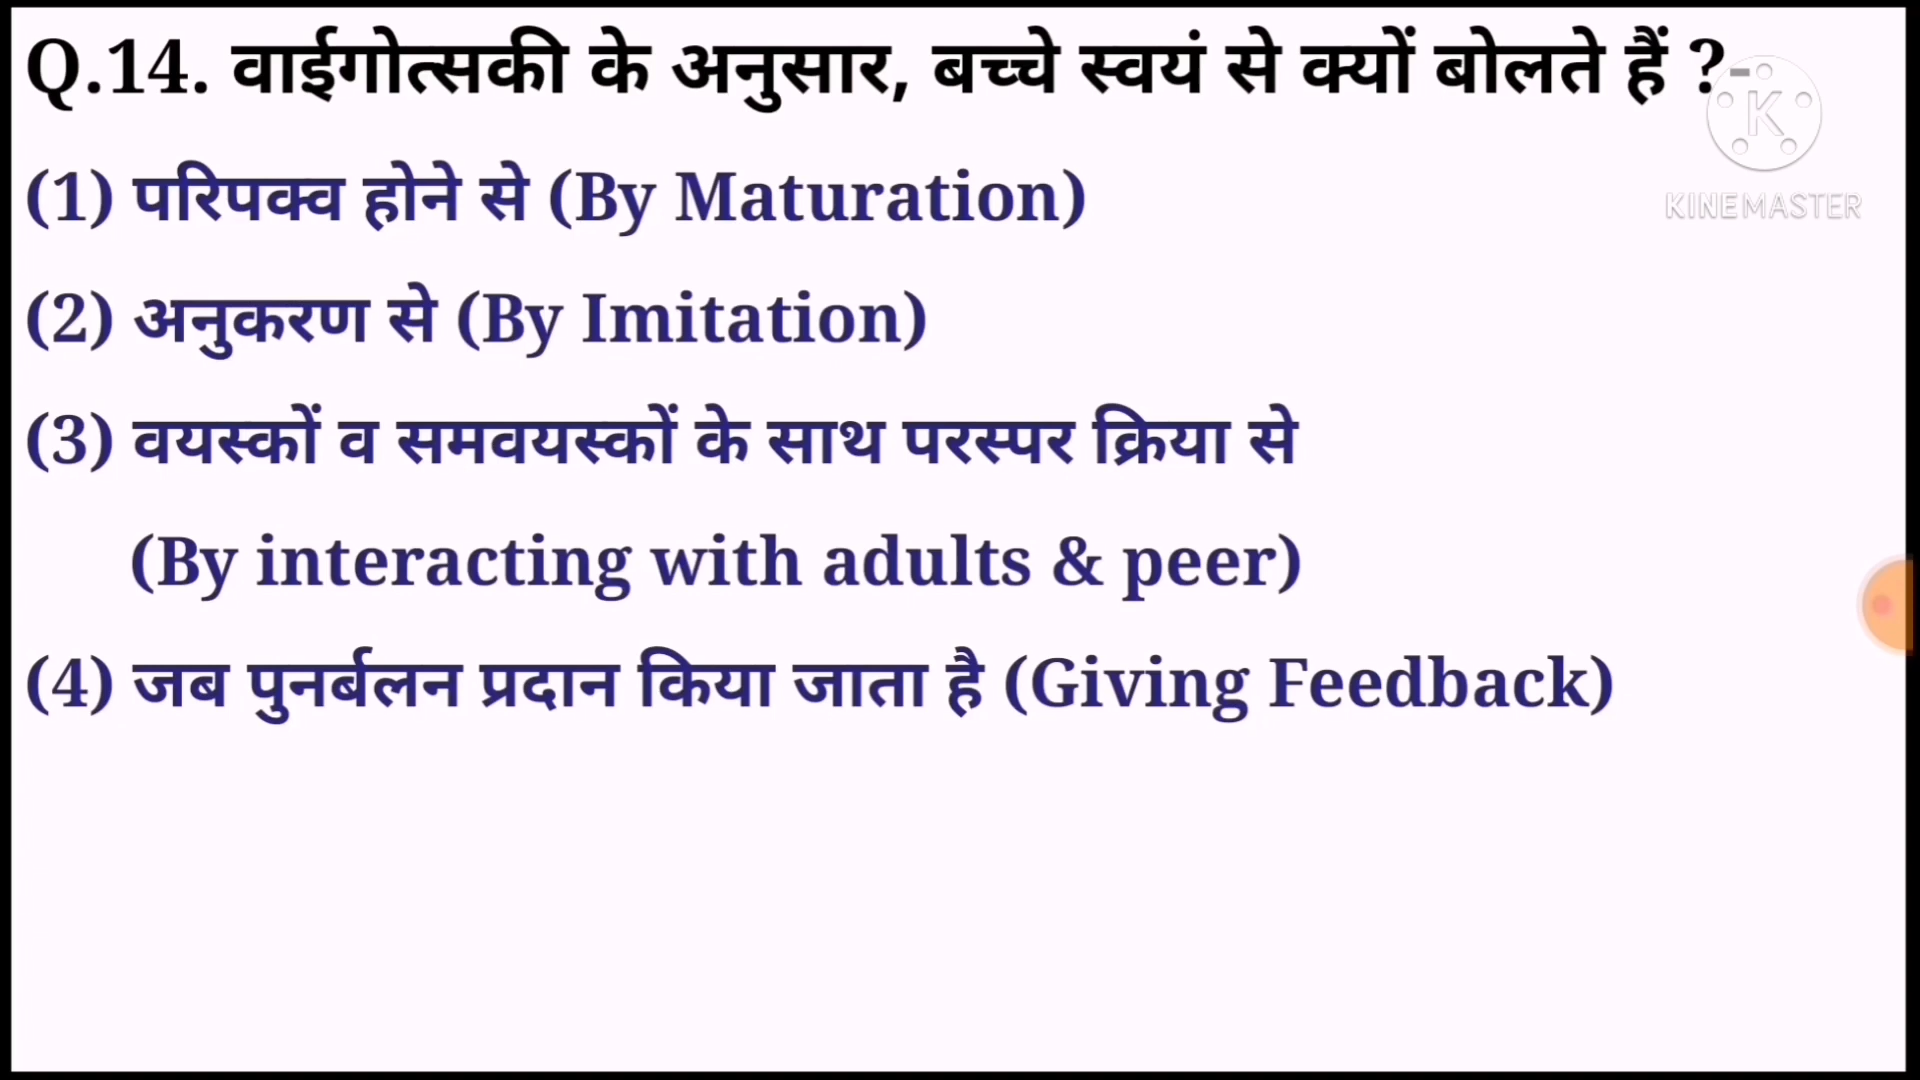 Q.14. वाईगोत्सकी के अनुसार, बच्चे स्वयं से क्यों बोलते हैं ?-
K
KINEMASTER
(1) परिपक्व होने से (By Maturation)
(2) अनुकरण से (By Imitation)
(3) वयस्कों व समवयस्कों के साथ परस्पर क्रिया से
(By interacting with adults & peer)
(4) जब पुनर्बलन प्रदान किया जाता है (Giving Feedback)